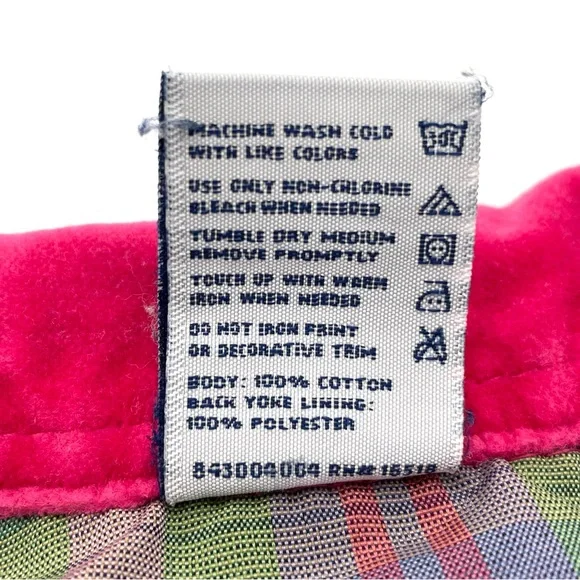 MACHINE WASH COLD
WITH LIKE COLORS
30C
USE ONLY NON-CHLORINE
BLEACH WHEN NEEDED
TUMBLE DRY MEDIUM
REMOVE PROMPTLY
TOUCH UP WITH WARM
IRON WHEN NEEDED
DO NOT IRON PRINT
OR DECORATIVE TRIM
BODY: 100% COTTON
BACK YOKE LINING:
100% POLYESTER
843004004 RN# 16518